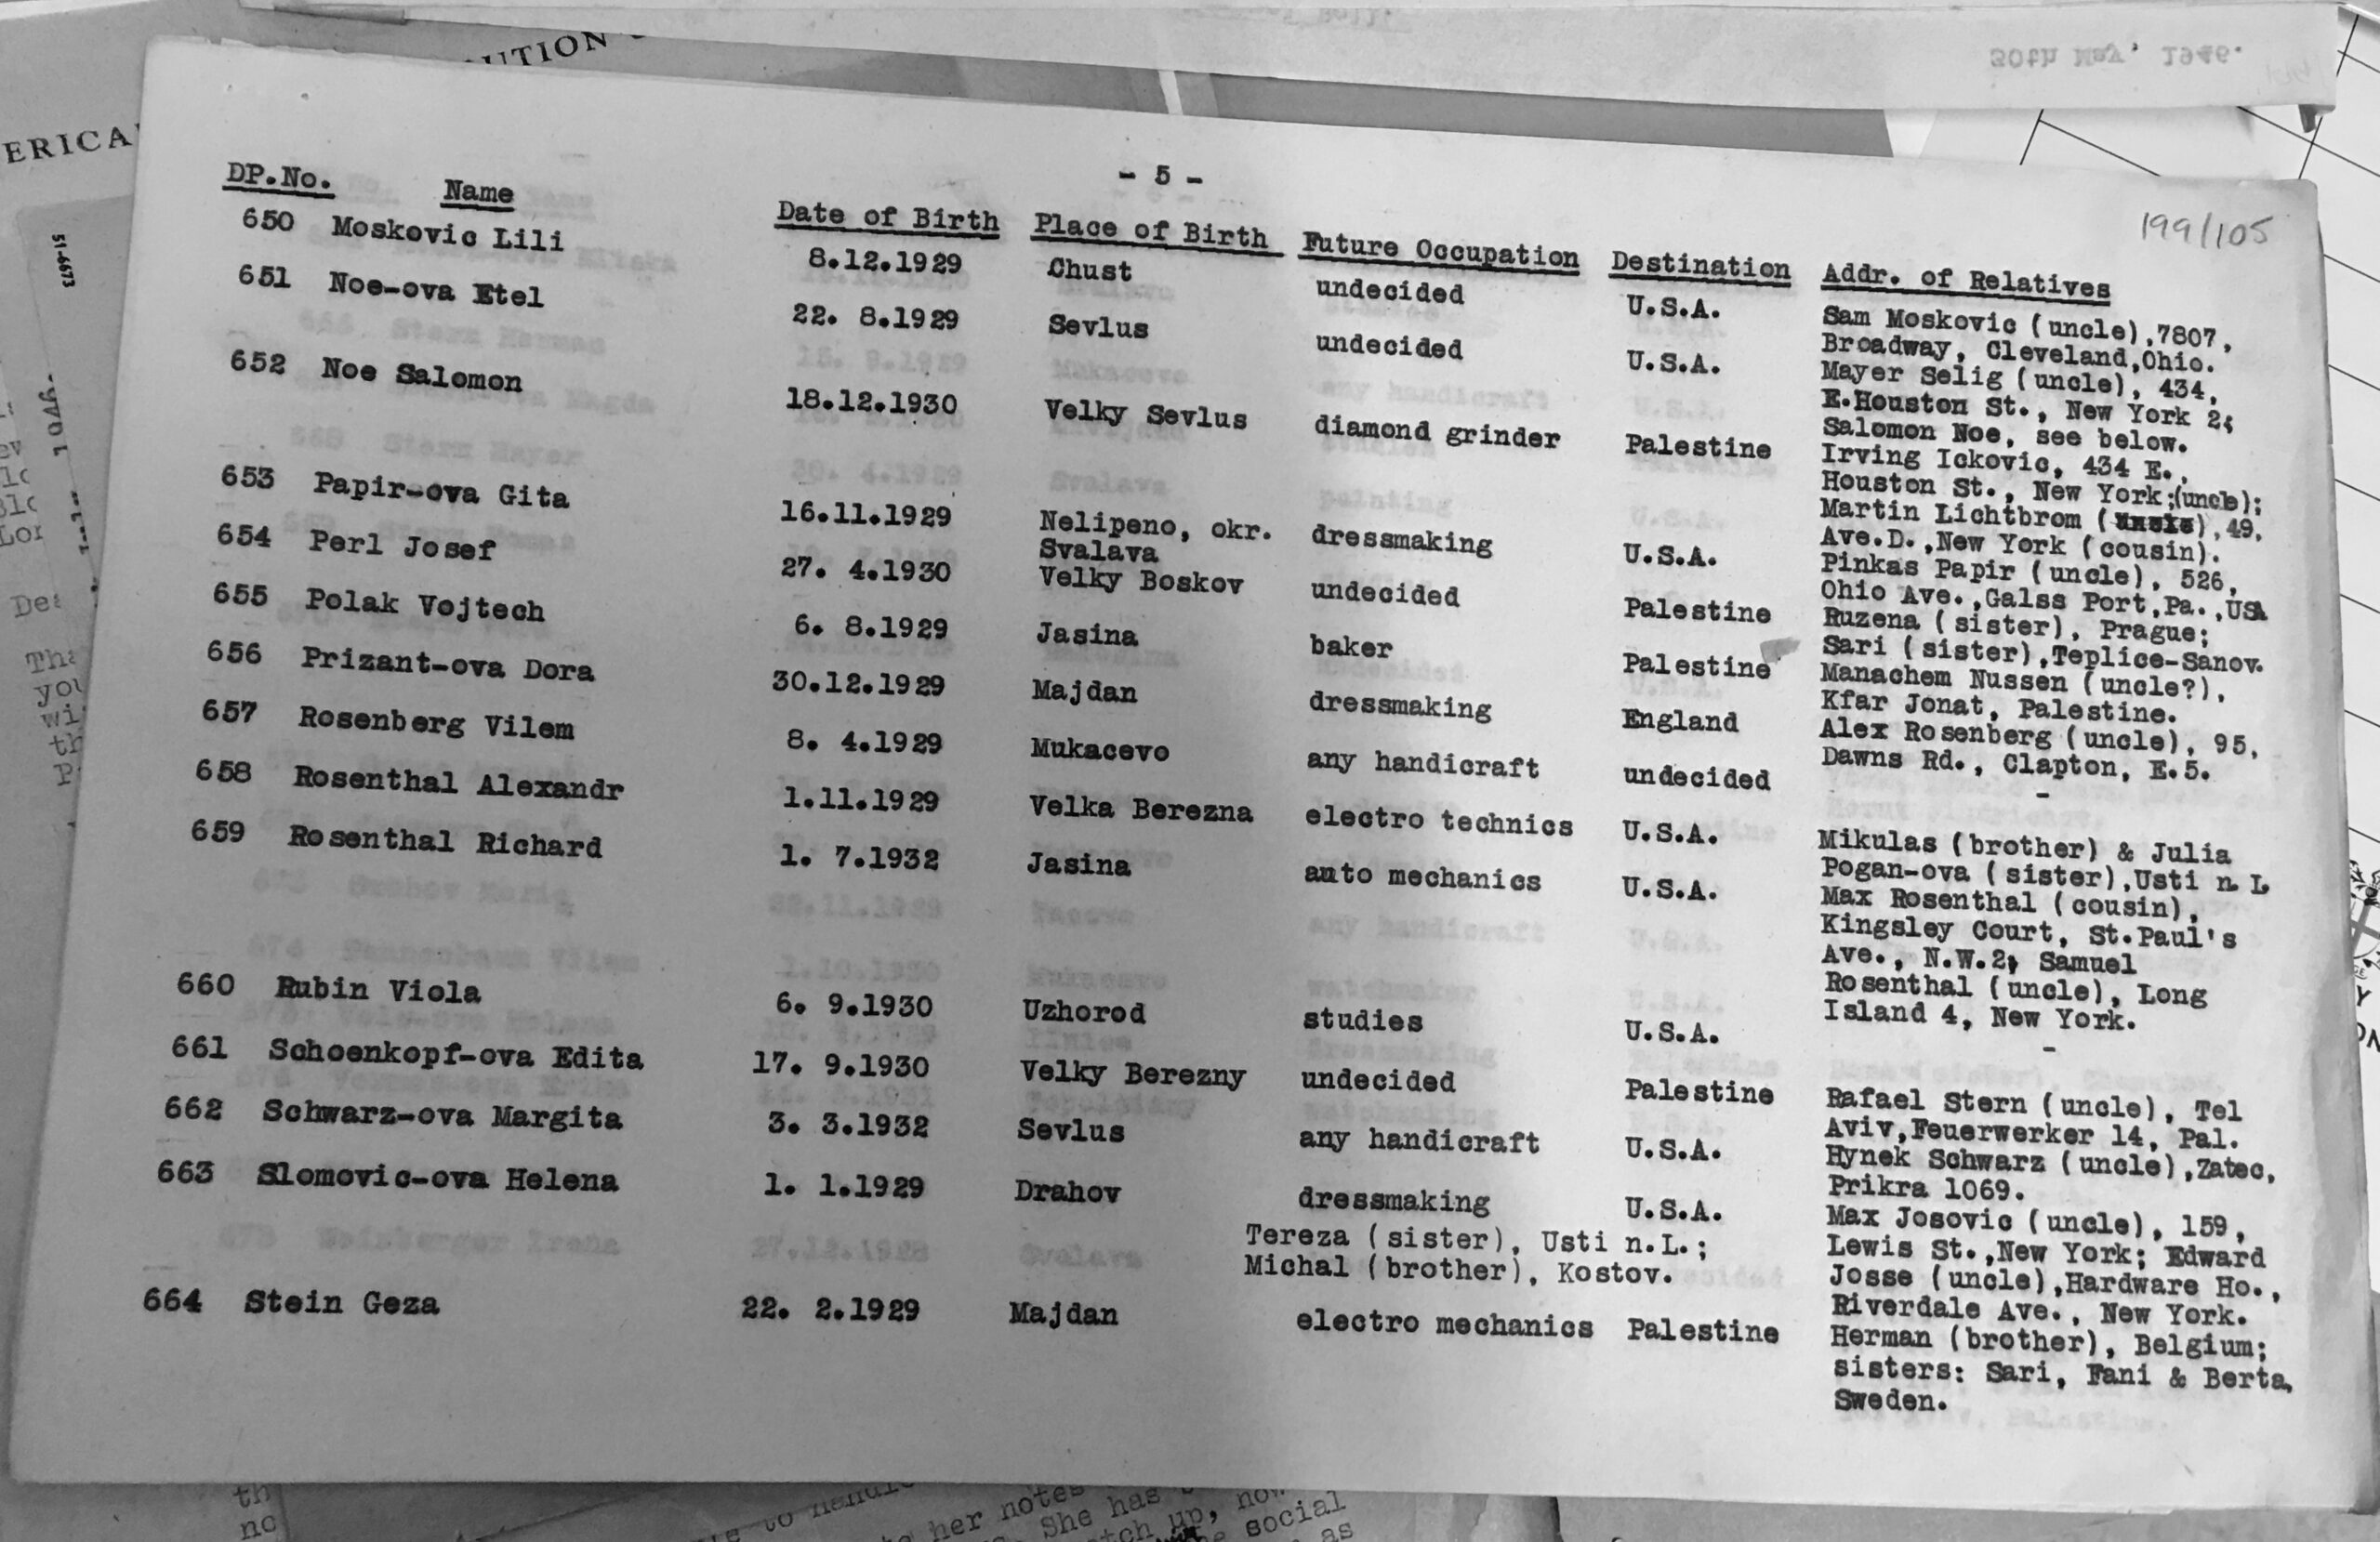 30th May, 1946.
UTION
ERICA
51-6673
- 5 -
199/105
DP.No. Name Date of Birth Place of Birth Future Occupation Destination Addr. of Relatives
650 Moskovic Lili 8.12.1929 Chust undecided U.S.A. Sam Moskovic (uncle),7807,
Broadway, Cleveland,Ohio.
651 Noe-ova Etel 22. 8.1929 Sevlus undecided U.S.A. Mayer Selig (uncle), 434,
E.Houston St., New York 2;
Salomon Noe, see below.
652 Noe Salomon 18.12.1930 Velky Sevlus diamond grinder Palestine Irving Ickovic, 434 E.,
Houston St., New York;(uncle);
Martin Lichtbrom ( ),49,
Ave.D.,New York (cousin).
653 Papir-ova Gita 16.11.1929 Nelipeno, okr. dressmaking U.S.A. Pinkas Papir (uncle), 526,
Svalava Ohio Ave.,Galss Port,Pa.,USA
654 Perl Josef 27. 4.1930 Velky Boskov undecided Palestine Ruzena (sister), Prague;
Sari (sister),Teplice-Sanov.
655 Polak Vojtech 6. 8.1929 Jasina baker Palestine Manachem Nussen (uncle?),
Kfar Jonat, Palestine.
656 Prizant-ova Dora 30.12.1929 Majdan dressmaking England Alex Rosenberg (uncle), 95,
Dawns Rd., Clapton, E.5.
657 Rosenberg Vilem 8. 4.1929 Mukacevo any handicraft undecided -
658 Rosenthal Alexandr 1.11.1929 Velka Berezna electro technics U.S.A. Mikulas (brother) & Julia
Pogan-ova (sister),Usti n.L
659 Rosenthal Richard 1. 7.1932 Jasina auto mechanics U.S.A. Max Rosenthal (cousin),
Kingsley Court, St.Paul's
Ave., N.W.2; Samuel
Rosenthal (uncle), Long
Island 4, New York.
660 Rubin Viola 6. 9.1930 Uzhorod studies U.S.A. -
661 Schoenkopf-ova Edita 17. 9.1930 Velky Berezny undecided Palestine Rafael Stern (uncle), Tel
Aviv,Feuerwerker 14, Pal.
662 Schwarz-ova Margita 3. 3.1932 Sevlus any handicraft U.S.A. Hynek Schwarz (uncle),Zatec,
Prikra 1069.
663 Slomovic-ova Helena 1. 1.1929 Drahov dressmaking U.S.A. Max Josovic (uncle), 159,
Tereza (sister), Usti n.L.; Lewis St.,New York; Edward
Michal (brother), Kostov. Josse (uncle),Hardware Ho.,
Riverdale Ave., New York.
664 Stein Geza 22. 2.1929 Majdan electro mechanics Palestine Herman (brother), Belgium;
sisters: Sari, Fani & Berta,
Sweden.
her notes
She has
social
as